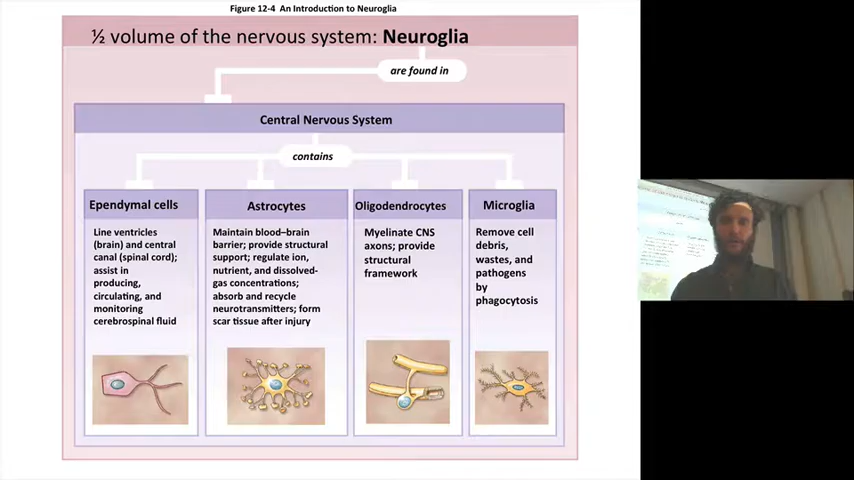 Figure 12-4 An Introduction to Neuroglia
½ volume of the nervous system: Neuroglia
are found in
Central Nervous System
contains
Ependymal cells
Line ventricles
(brain) and central
canal (spinal cord);
assist in
producing,
circulating, and
monitoring
cerebrospinal fluid
Astrocytes
Maintain blood–brain
barrier; provide structural
support; regulate ion,
nutrient, and dissolved-
gas concentrations;
absorb and recycle
neurotransmitters; form
scar tissue after injury
Oligodendrocytes
Myelinate CNS
axons; provide
structural
framework
Microglia
Remove cell
debris,
wastes, and
pathogens
by
phagocytosis